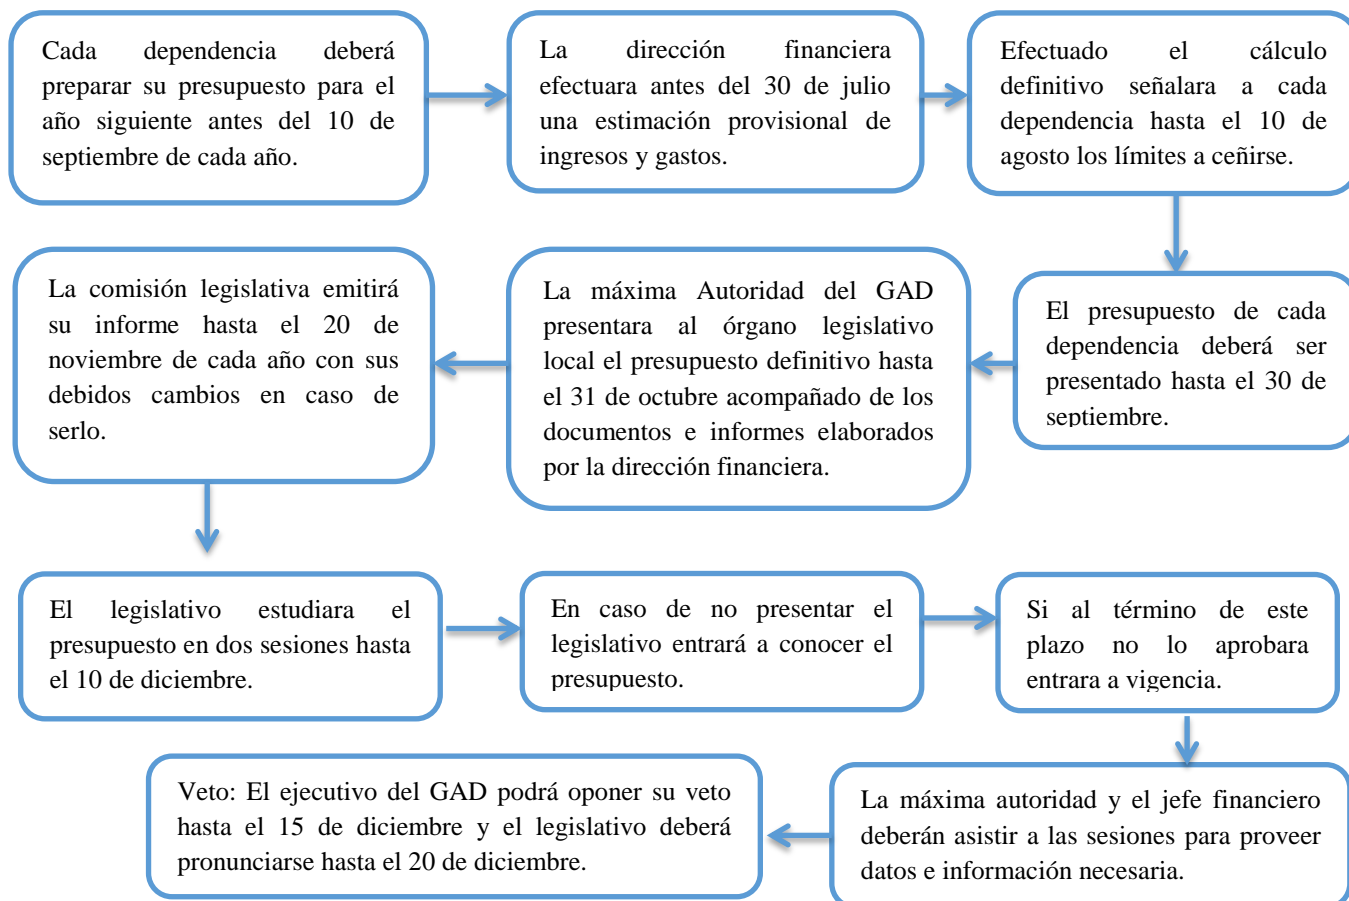 Cada dependencia deberá
preparar su presupuesto para el
año siguiente antes del 10 de
septiembre de cada año.
La dirección financiera
efectuara antes del 30 de julio
una estimación provisional de
ingresos y gastos.
Efectuado el cálculo
definitivo señalara a cada
dependencia hasta el 10 de
agosto los límites a ceñirse.
El presupuesto de cada
dependencia deberá ser
presentado hasta el 30 de
septiembre.
La máxima Autoridad del GAD
presentara al órgano legislativo
local el presupuesto definitivo hasta
el 31 de octubre acompañado de los
documentos e informes elaborados
por la dirección financiera.
La comisión legislativa emitirá
su informe hasta el 20 de
noviembre de cada año con sus
debidos cambios en caso de
serlo.
El legislativo estudiara el
presupuesto en dos sesiones hasta
el 10 de diciembre.
En caso de no presentar el
legislativo entrará a conocer el
presupuesto.
Si al término de este
plazo no lo aprobara
entrara a vigencia.
La máxima autoridad y el jefe financiero
deberán asistir a las sesiones para proveer
datos e información necesaria.
Veto: El ejecutivo del GAD podrá oponer su veto
hasta el 15 de diciembre y el legislativo deberá
pronunciarse hasta el 20 de diciembre.